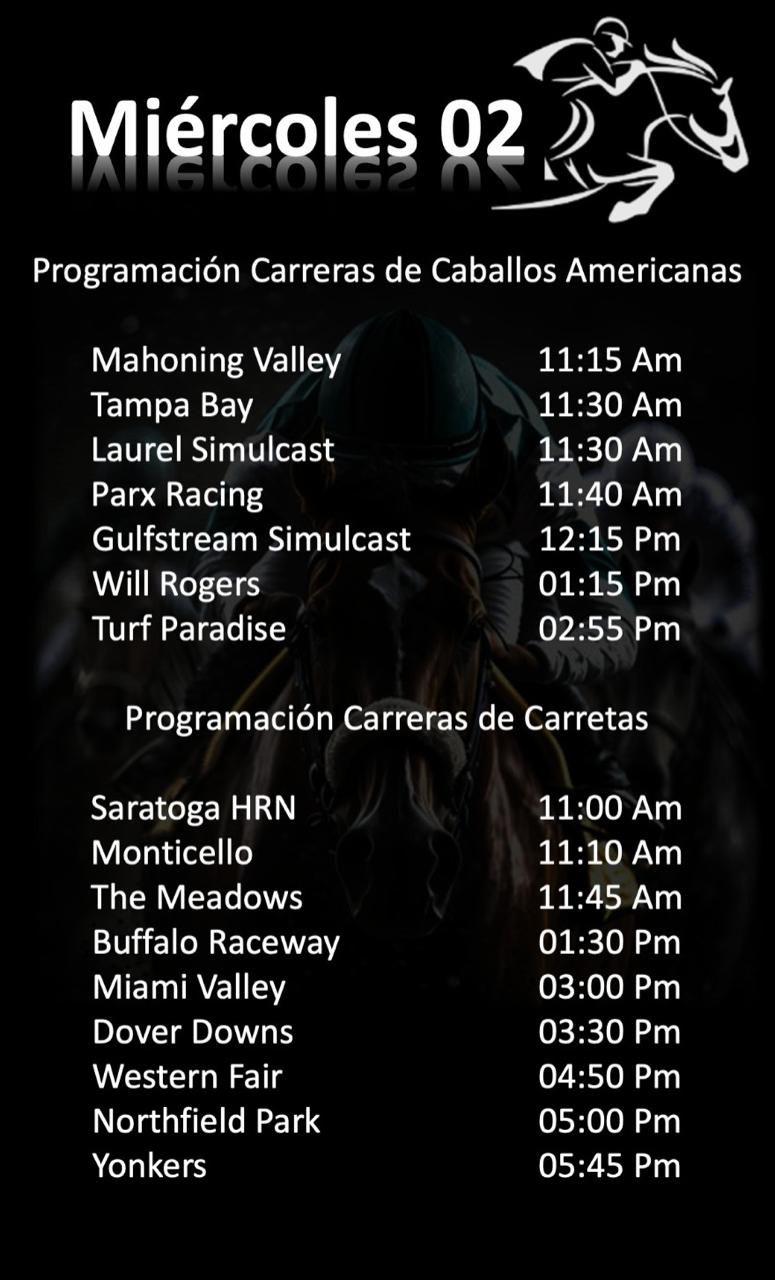 Miércoles 02
Programación Carreras de Caballos Americanas
Mahoning Valley 11:15 Am
Tampa Bay 11:30 Am
Laurel Simulcast 11:30 Am
Parx Racing 11:40 Am
Gulfstream Simulcast 12:15 Pm
Will Rogers 01:15 Pm
Turf Paradise 02:55 Pm
Programación Carreras de Carretas
Saratoga HRN 11:00 Am
Monticello 11:10 Am
The Meadows 11:45 Am
Buffalo Raceway 01:30 Pm
Miami Valley 03:00 Pm
Dover Downs 03:30 Pm
Western Fair 04:50 Pm
Northfield Park 05:00 Pm
Yonkers 05:45 Pm